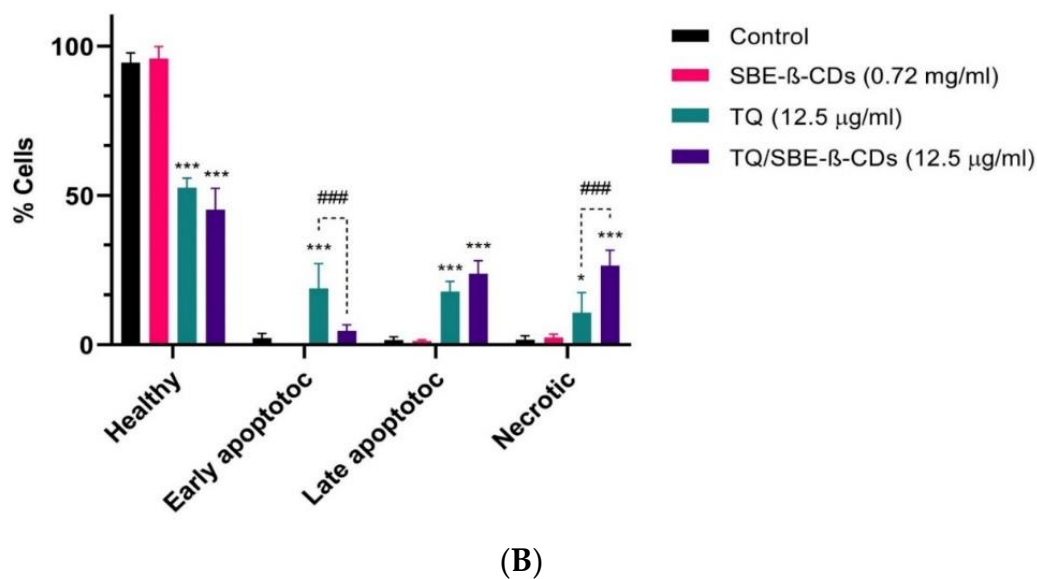 100
50
0
% Cells
***
***
###
***
***
***
###
*
***
Healthy
Early apoptotoc
Late apoptotoc
Necrotic
Control
SBE-ß-CDs (0.72 mg/ml)
TQ (12.5 μg/ml)
TQ/SBE-ß-CDs (12.5 μg/ml)
(B)